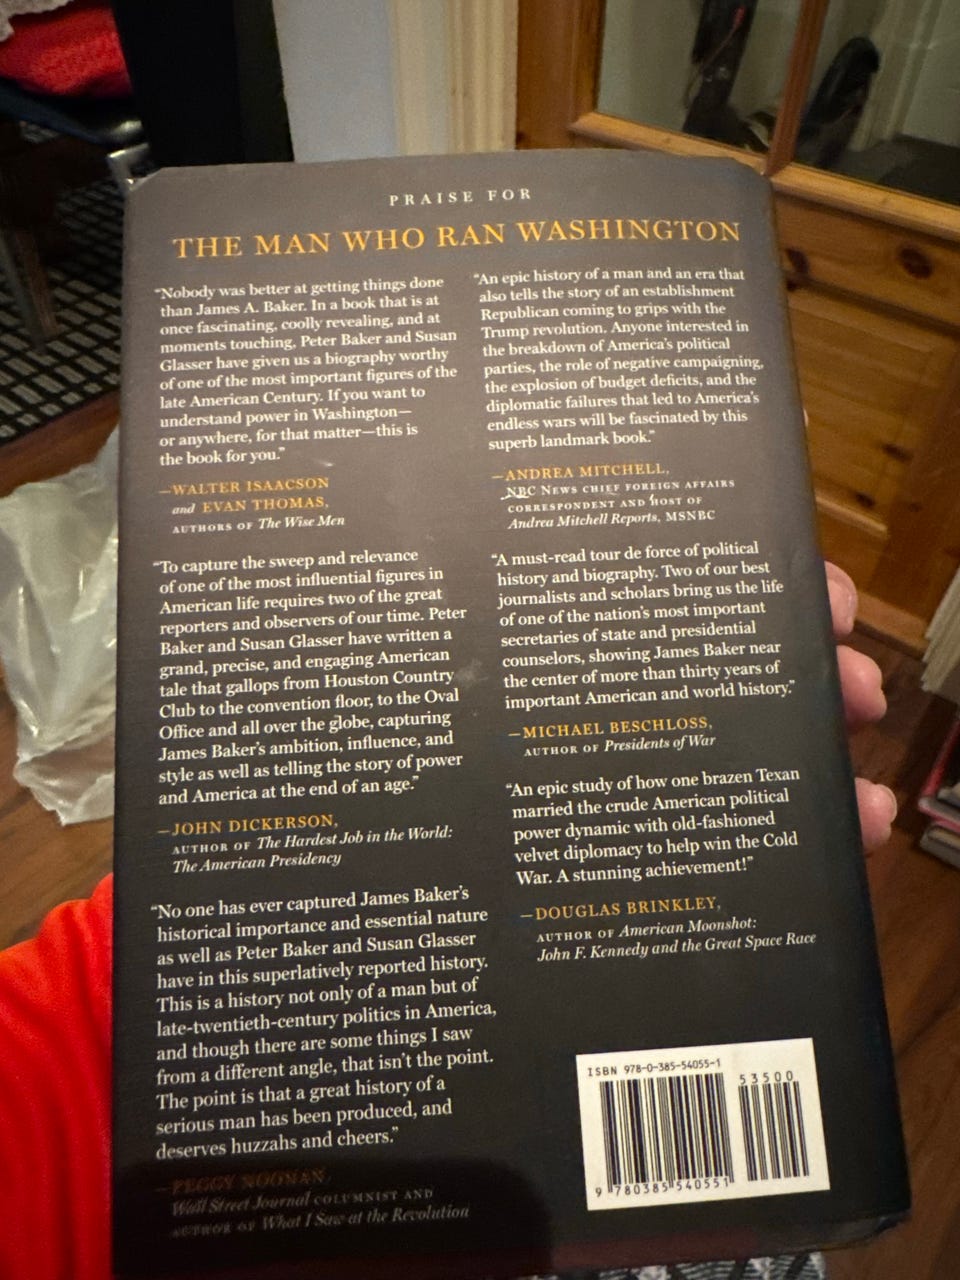 PRAISE FOR
THE MAN WHO RAN WASHINGTON
“Nobody was better at getting things done
than James A. Baker. In a book that is at
once fascinating, coolly revealing, and at
moments touching, Peter Baker and Susan
Glasser have given us a biography worthy
of one of the most important figures of the
late American Century. If you want to
understand power in Washington—
or anywhere, for that matter—this is
the book for you.”
—WALTER ISAACSON
and EVAN THOMAS,
AUTHORS OF The Wise Men
“To capture the sweep and relevance
of one of the most influential figures in
American life requires two of the great
reporters and observers of our time. Peter
Baker and Susan Glasser have written a
grand, precise, and engaging American
tale that gallops from Houston Country
Club to the convention floor, to the Oval
Office and all over the globe, capturing
James Baker’s ambition, influence, and
style as well as telling the story of power
and America at the end of an age.”
—JOHN DICKERSON,
AUTHOR OF The Hardest Job in the World:
The American Presidency
“No one has ever captured James Baker’s
historical importance and essential nature
as well as Peter Baker and Susan Glasser
have in this superlatively reported history.
This is a history not only of a man but of
late-twentieth-century politics in America,
and though there are some things I saw
from a different angle, that isn’t the point.
The point is that a great history of a
serious man has been produced, and
deserves huzzahs and cheers.”
—PEGGY NOONAN,
Wall Street Journal COLUMNIST AND
AUTHOR OF What I Saw at the Revolution
“An epic history of a man and an era that
also tells the story of an establishment
Republican coming to grips with the
Trump revolution. Anyone interested in
the breakdown of America’s political
parties, the role of negative campaigning,
the explosion of budget deficits, and the
diplomatic failures that led to America’s
endless wars will be fascinated by this
superb landmark book.”
—ANDREA MITCHELL,
NBC NEWS CHIEF FOREIGN AFFAIRS
CORRESPONDENT AND HOST OF
Andrea Mitchell Reports, MSNBC
“A must-read tour de force of political
history and biography. Two of our best
journalists and scholars bring us the life
of one of the nation’s most important
secretaries of state and presidential
counselors, showing James Baker near
the center of more than thirty years of
important American and world history.”
—MICHAEL BESCHLOSS,
AUTHOR OF Presidents of War
“An epic study of how one brazen Texan
married the crude American political
power dynamic with old-fashioned
velvet diplomacy to help win the Cold
War. A stunning achievement!”
—DOUGLAS BRINKLEY,
AUTHOR OF American Moonshot:
John F. Kennedy and the Great Space Race
ISBN 978-0-385-54055-1
53500
9 780385 540551